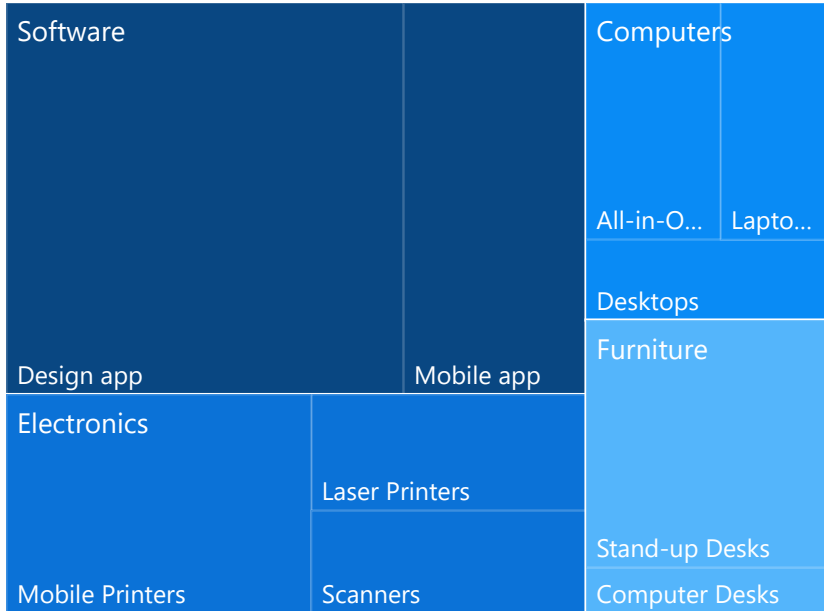 Software
Computers
All-in-O...
Lapto...
Desktops
Furniture
Design app
Mobile app
Electronics
Laser Printers
Stand-up Desks
Mobile Printers
Scanners
Computer Desks